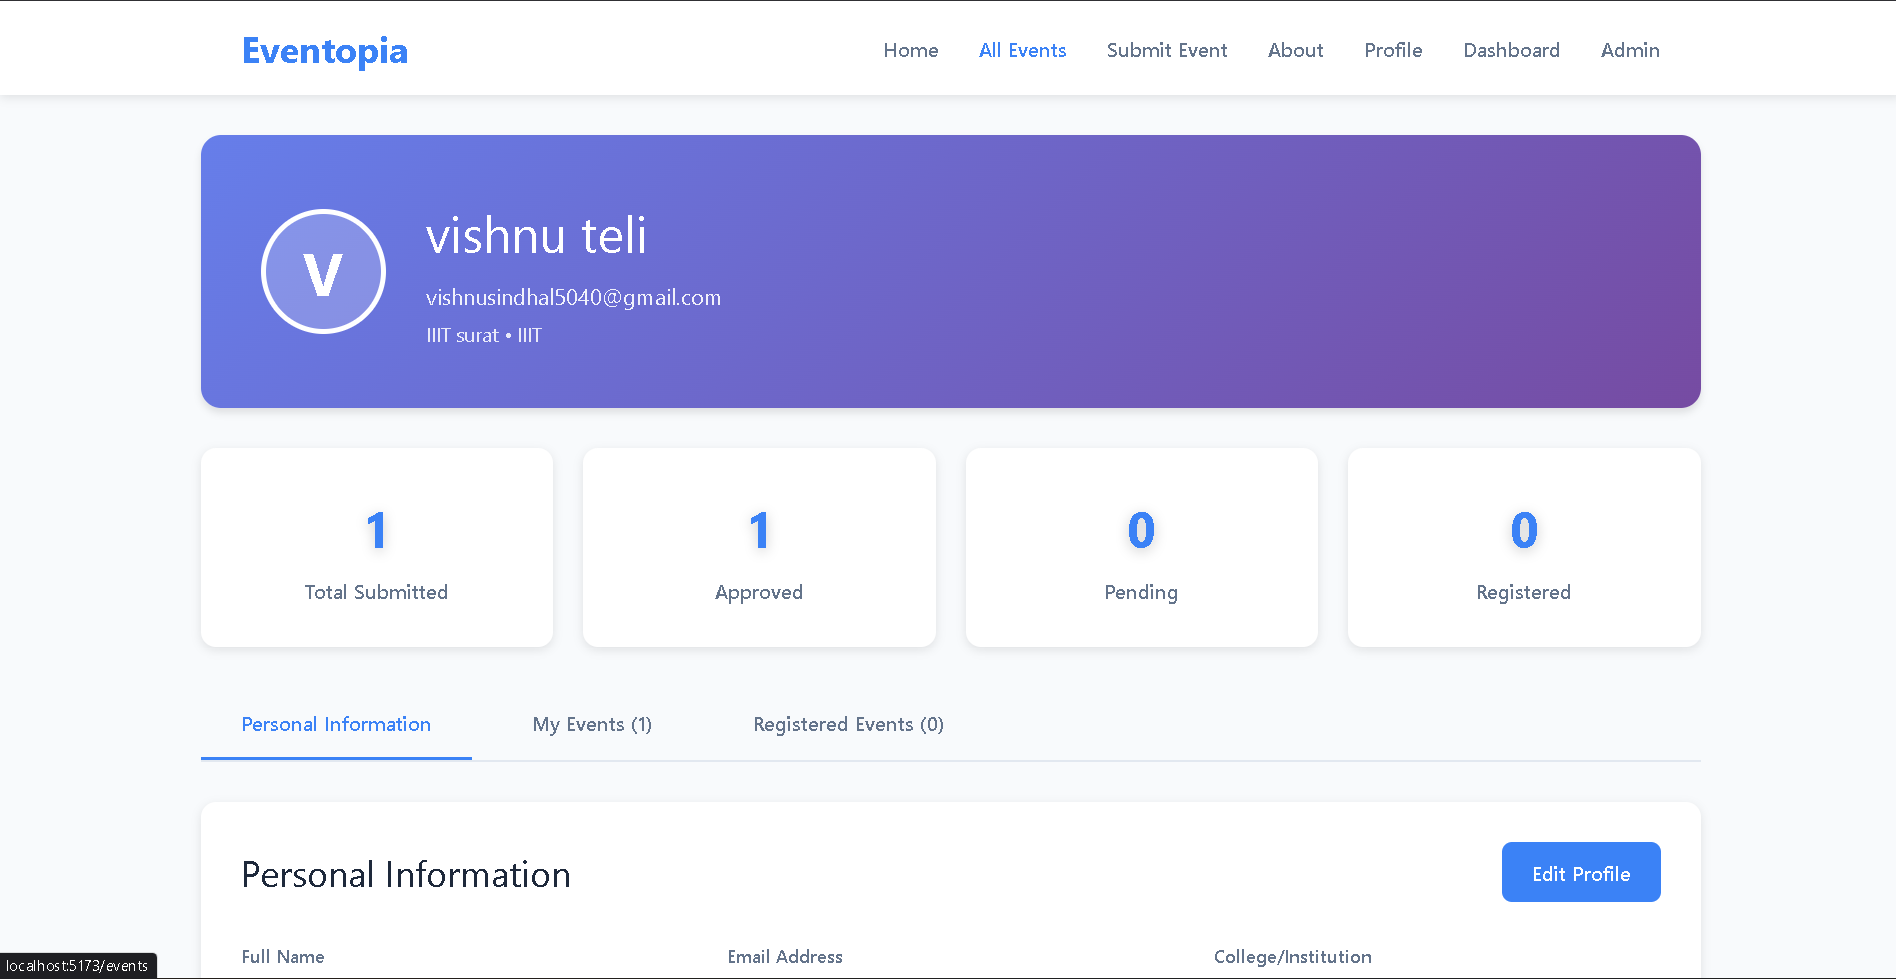 Eventopia
Home All Events Submit Event About Profile Dashboard Admin
V
vishnu teli
vishnusindhal5040@gmail.com
IIIT surat • IIIT
1 1 0 0
Total Submitted Approved Pending Registered
Personal Information My Events (1) Registered Events (0)
Personal Information
Edit Profile
Full Name Email Address College/Institution
localhost:5173/events